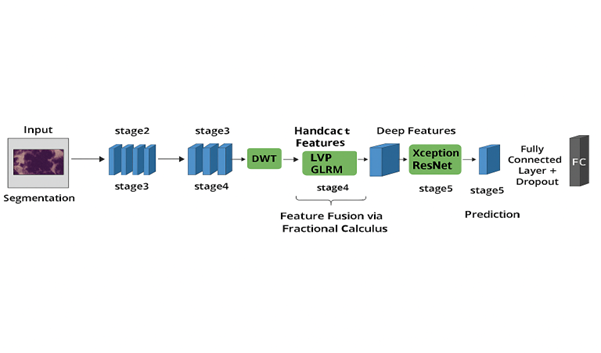 Input
Segmentation
stage2
stage3
stage3
stage4
DWT
Handcact
Features
LVP
GLRM
stage4
Feature Fusion via
Fractional Calculus
Deep Features
Xception
ResNet
stage5
stage5
Prediction
Fully
Connected
Layer +
Dropout
FC